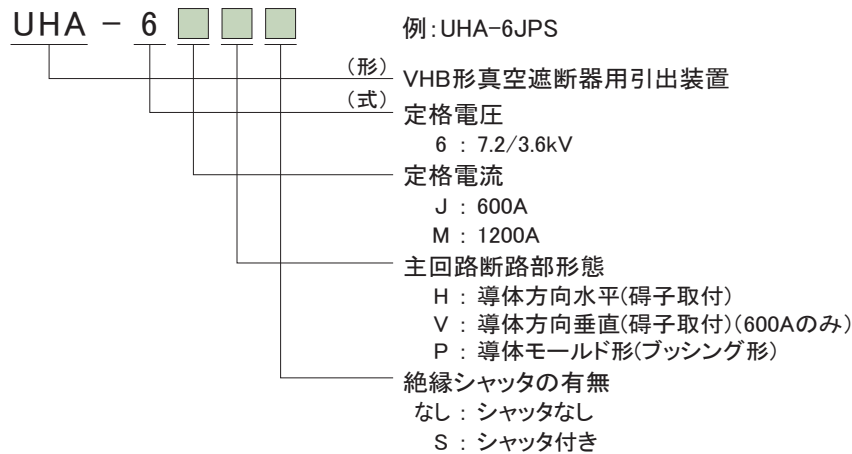 UHA - 6 例:UHA-6JPS
(形) VHB形真空遮断器用引出装置
(式) 定格電圧
6 : 7.2/3.6kV
定格電流
J : 600A
M : 1200A
主回路断路部形態
H : 導体方向水平(碍子取付)
V : 導体方向垂直(碍子取付)(600Aのみ)
P : 導体モールド形(ブッシング形)
絶縁シャッタの有無
なし : シャッタなし
S : シャッタ付き